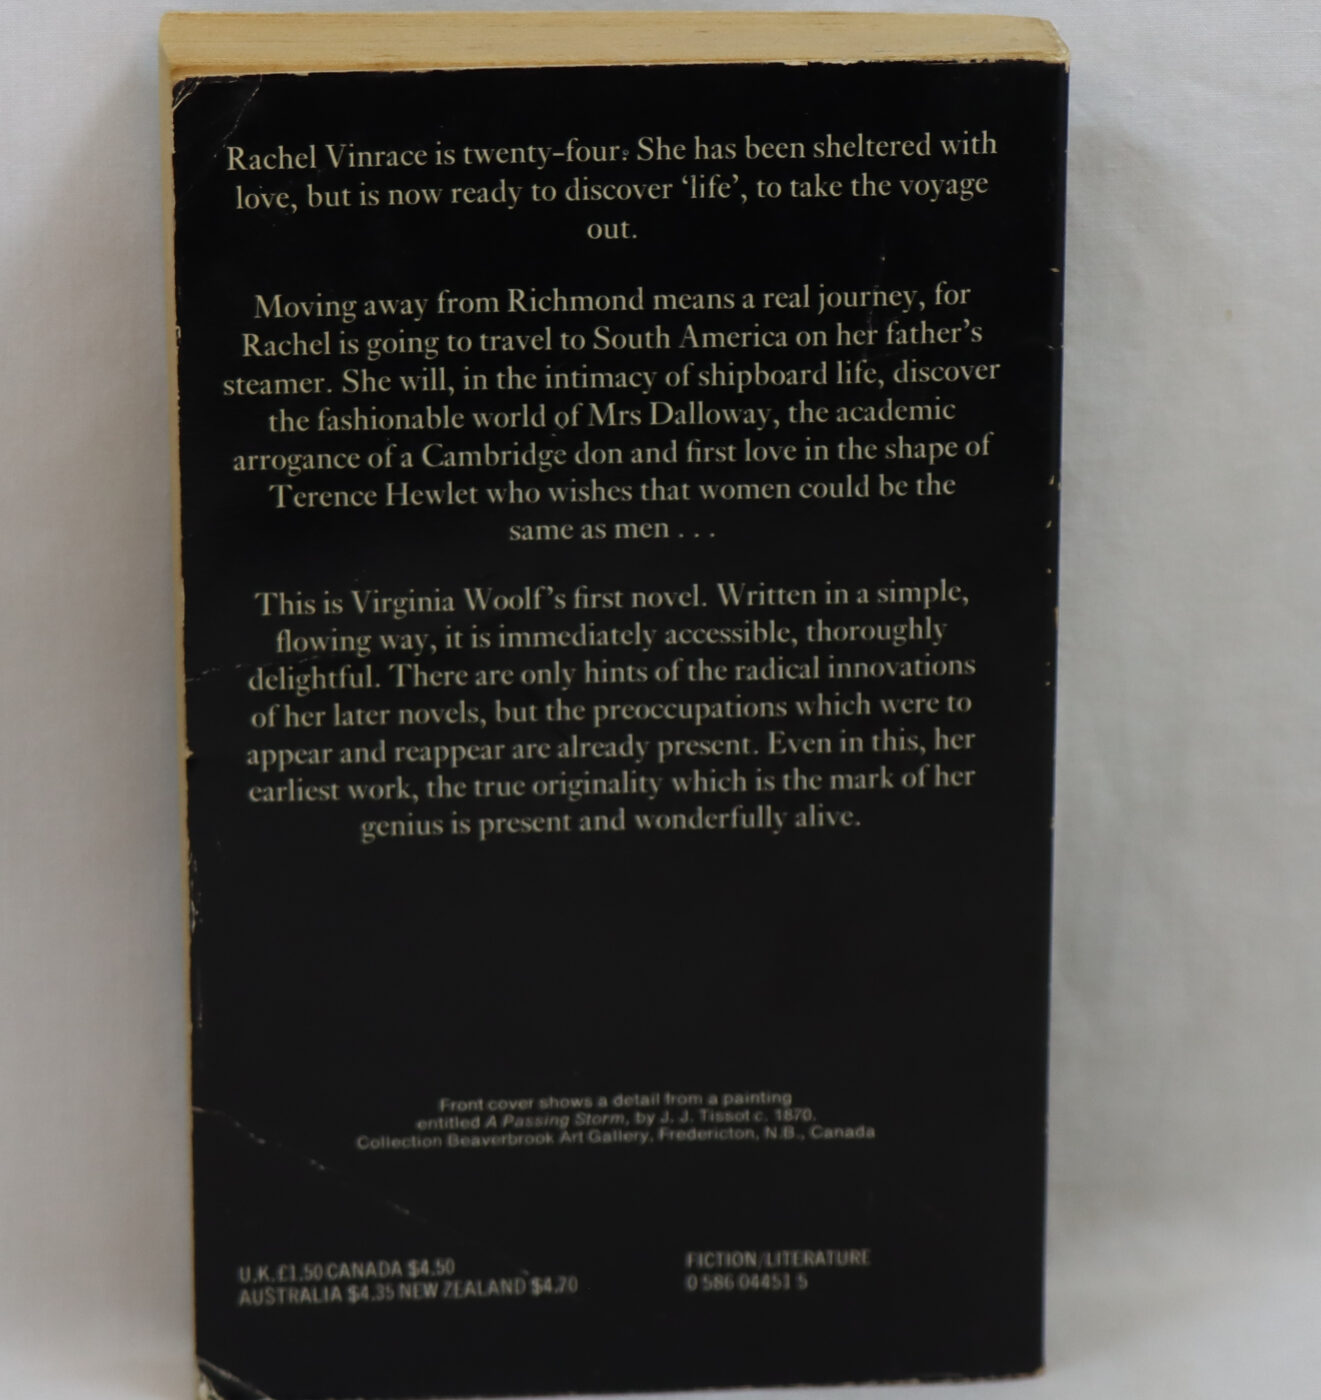 Rachel Vinrace is twenty-four. She has been sheltered with
love, but is now ready to discover ‘life’, to take the voyage
out.
Moving away from Richmond means a real journey, for
Rachel is going to travel to South America on her father’s
steamer. She will, in the intimacy of shipboard life, discover
the fashionable world of Mrs Dalloway, the academic
arrogance of a Cambridge don and first love in the shape of
Terence Hewlet who wishes that women could be the
same as men . . .
This is Virginia Woolf’s first novel. Written in a simple,
flowing way, it is immediately accessible, thoroughly
delightful. There are only hints of the radical innovations
of her later novels, but the preoccupations which were to
appear and reappear are already present. Even in this, her
earliest work, the true originality which is the mark of her
genius is present and wonderfully alive.
Front cover shows a detail from a painting
entitled A Passing Storm, by J. J. Tissot c. 1870.
Collection Beaverbrook Art Gallery, Fredericton, N.B., Canada
U.K. £1.50 CANADA $4.50
AUSTRALIA $4.35 NEW ZEALAND $4.70
FICTION/LITERATURE
0 586 04451 5